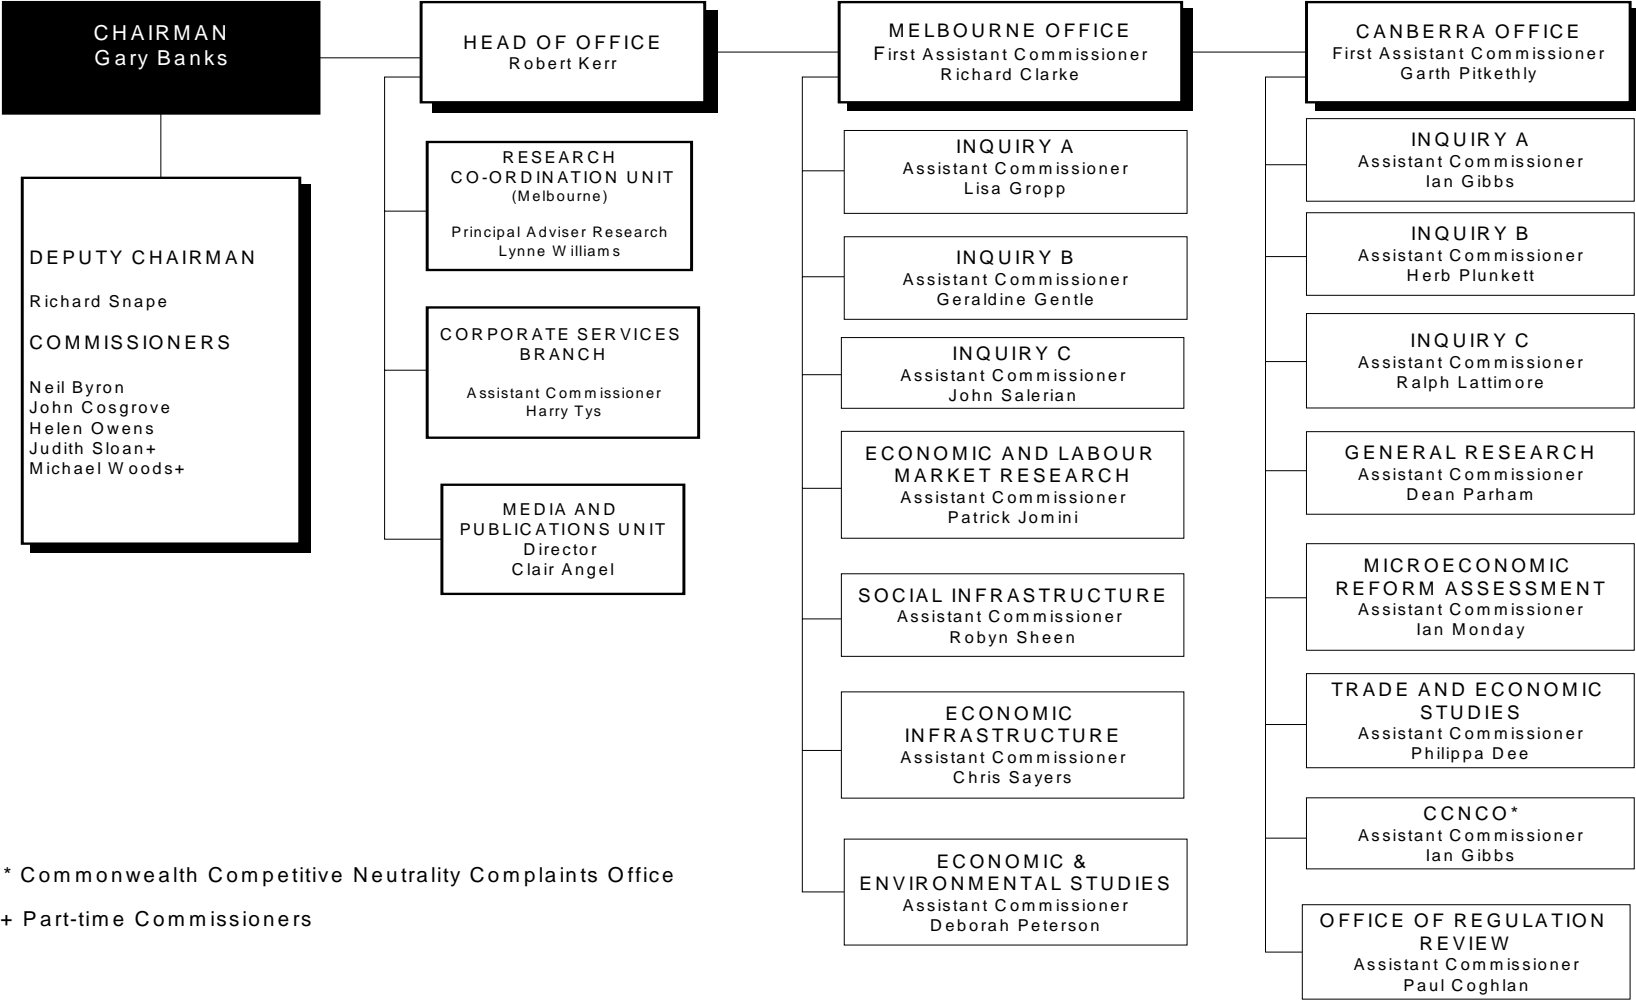 CHAIRMAN
Gary Banks
DEPUTY CHAIRMAN
Richard Snape
COMMISSIONERS
Neil Byron
John Cosgrove
Helen Owens
Judith Sloan+
Michael Woods+
HEAD OF OFFICE
Robert Kerr
RESEARCH
CO-ORDINATION UNIT
(Melbourne)
Principal Adviser Research
Lynne Williams
CORPORATE SERVICES
BRANCH
Assistant Commissioner
Harry Tys
MEDIA AND
PUBLICATIONS UNIT
Director
Clair Angel
MELBOURNE OFFICE
First Assistant Commissioner
Richard Clarke
INQUIRY A
Assistant Commissioner
Lisa Gropp
INQUIRY B
Assistant Commissioner
Geraldine Gentle
INQUIRY C
Assistant Commissioner
John Salerian
ECONOMIC AND LABOUR
MARKET RESEARCH
Assistant Commissioner
Patrick Jomini
SOCIAL INFRASTRUCTURE
Assistant Commissioner
Robyn Sheen
ECONOMIC
INFRASTRUCTURE
Assistant Commissioner
Chris Sayers
ECONOMIC &
ENVIRONMENTAL STUDIES
Assistant Commissioner
Deborah Peterson
CANBERRA OFFICE
First Assistant Commissioner
Garth Pitkethly
INQUIRY A
Assistant Commissioner
Ian Gibbs
INQUIRY B
Assistant Commissioner
Herb Plunkett
INQUIRY C
Assistant Commissioner
Ralph Lattimore
GENERAL RESEARCH
Assistant Commissioner
Dean Parham
MICROECONOMIC
REFORM ASSESSMENT
Assistant Commissioner
Ian Monday
TRADE AND ECONOMIC
STUDIES
Assistant Commissioner
Philippa Dee
CCNCO*
Assistant Commissioner
Ian Gibbs
OFFICE OF REGULATION
REVIEW
Assistant Commissioner
Paul Coghlan
* Commonwealth Competitive Neutrality Complaints Office
+ Part-time Commissioners